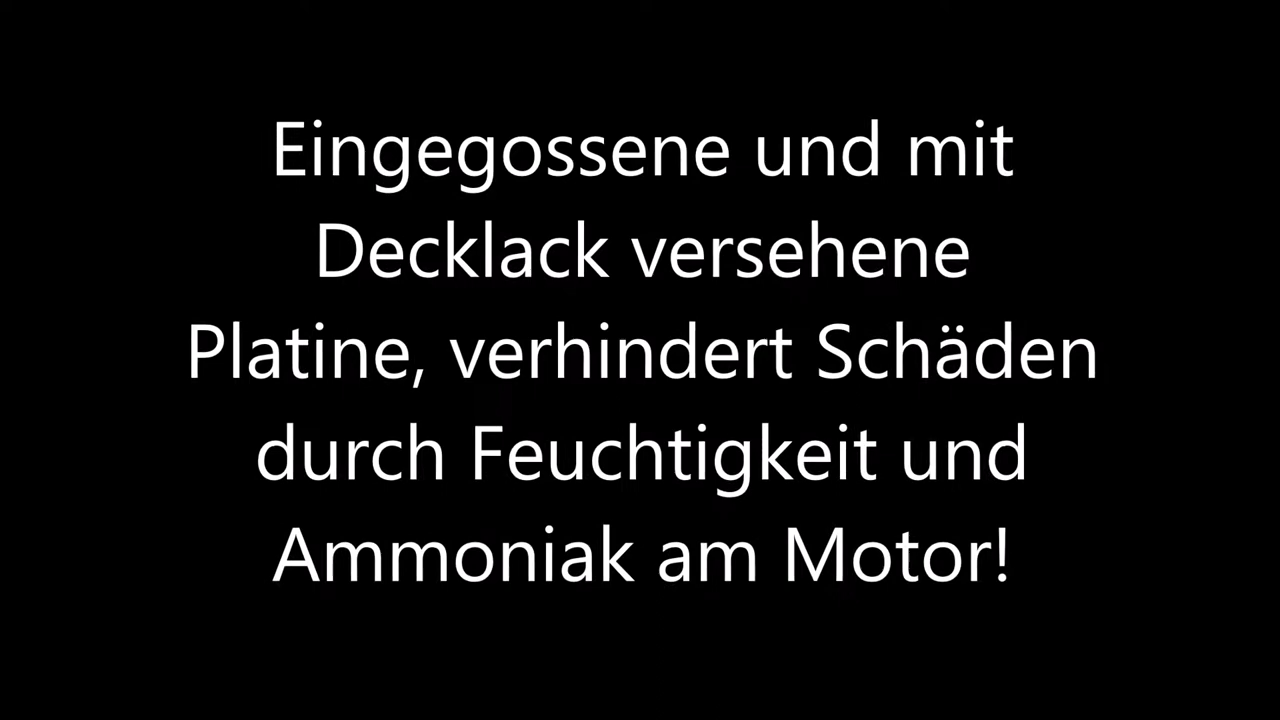 Eingegossene und mit
Decklack versehene
Platine, verhindert Schäden
durch Feuchtigkeit und
Ammoniak am Motor!